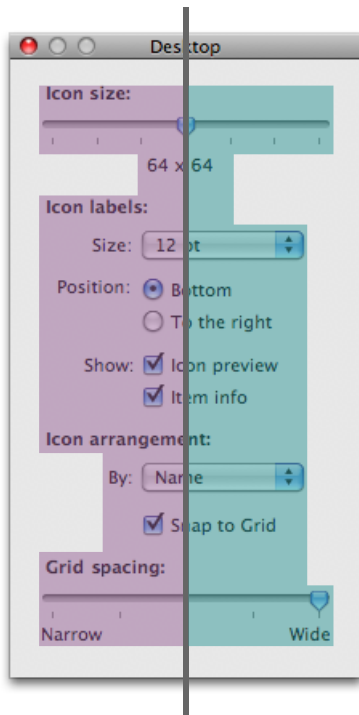 Desktop
Icon size:
64 x 64
Icon labels:
Size: 12 pt
Position: Bottom
To the right
Show: Icon preview
Item info
Icon arrangement:
By: Name
Snap to Grid
Grid spacing:
Narrow Wide